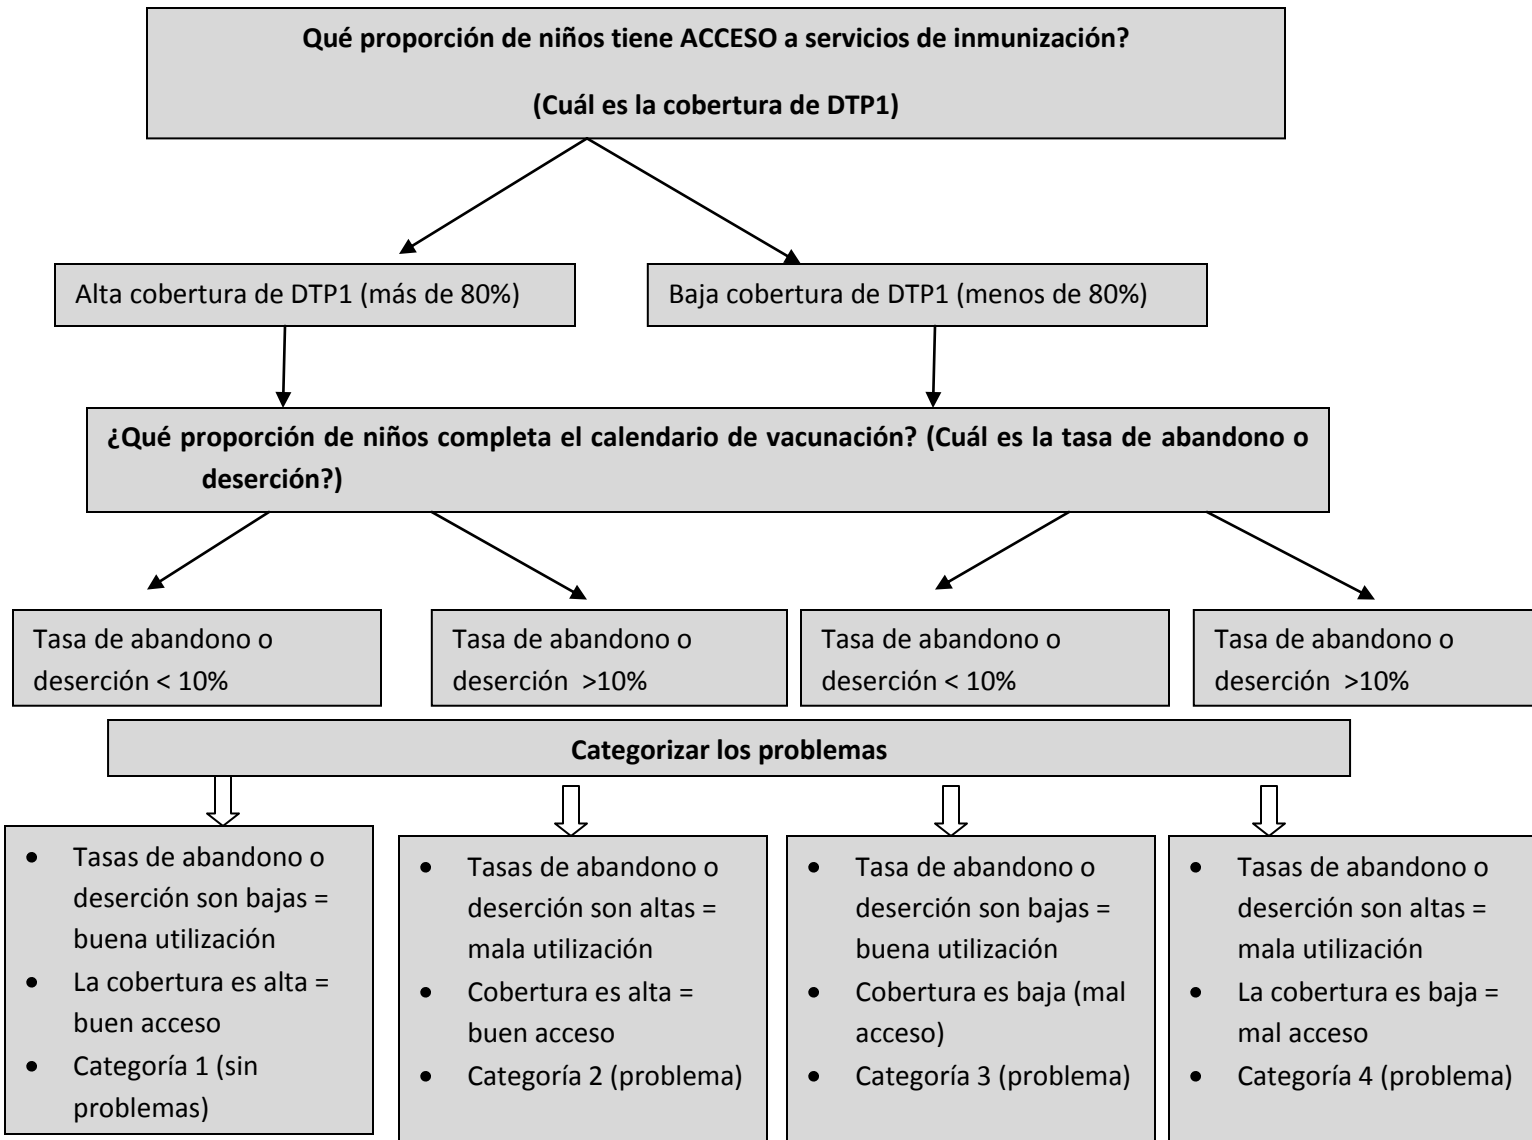 Qué proporción de niños tiene ACCESO a servicios de inmunización?
(Cuál es la cobertura de DTP1)
Alta cobertura de DTP1 (más de 80%)
Baja cobertura de DTP1 (menos de 80%)
¿Qué proporción de niños completa el calendario de vacunación? (Cuál es la tasa de abandono o
deserción?)
Tasa de abandono o
deserción < 10%
Tasa de abandono o
deserción >10%
Tasa de abandono o
deserción < 10%
Tasa de abandono o
deserción >10%
Categorizar los problemas
• Tasas de abandono o
deserción son bajas =
buena utilización
• La cobertura es alta =
buen acceso
• Categoría 1 (sin
problemas)
• Tasas de abandono o
deserción son altas =
mala utilización
• Cobertura es alta =
buen acceso
• Categoría 2 (problema)
• Tasa de abandono o
deserción son bajas =
buena utilización
• Cobertura es baja (mal
acceso)
• Categoría 3 (problema)
• Tasas de abandono o
deserción son altas =
mala utilización
• La cobertura es baja =
mal acceso
• Categoría 4 (problema)